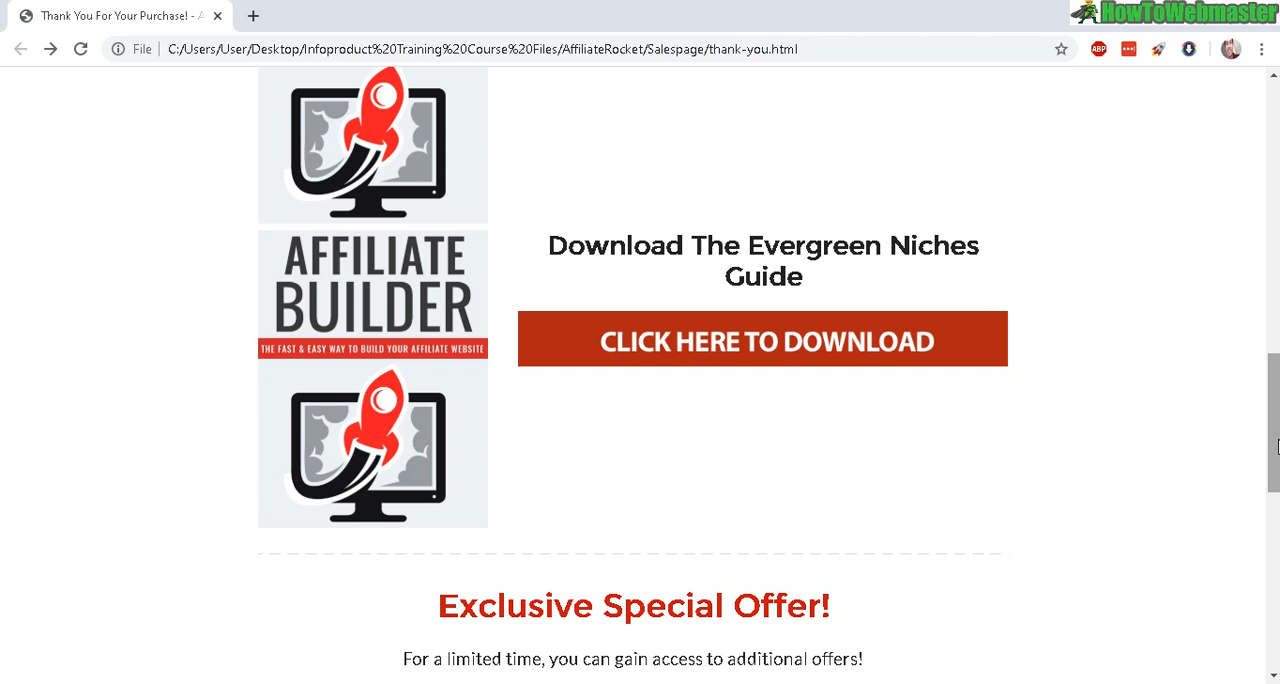 Thank You For Your Purchase! - A
HowToWebmaster
File
C:/Users/User/Desktop/Infoproduct%20Training%20Course%20Files/AffiliateRocket/Salespage/thank-you.html
ABP
AFFILIATE
BUILDER
THE FAST & EASY WAY TO BUILD YOUR AFFILIATE WEBSITE
Download The Evergreen Niches
Guide
CLICK HERE TO DOWNLOAD
Exclusive Special Offer!
For a limited time, you can gain access to additional offers!